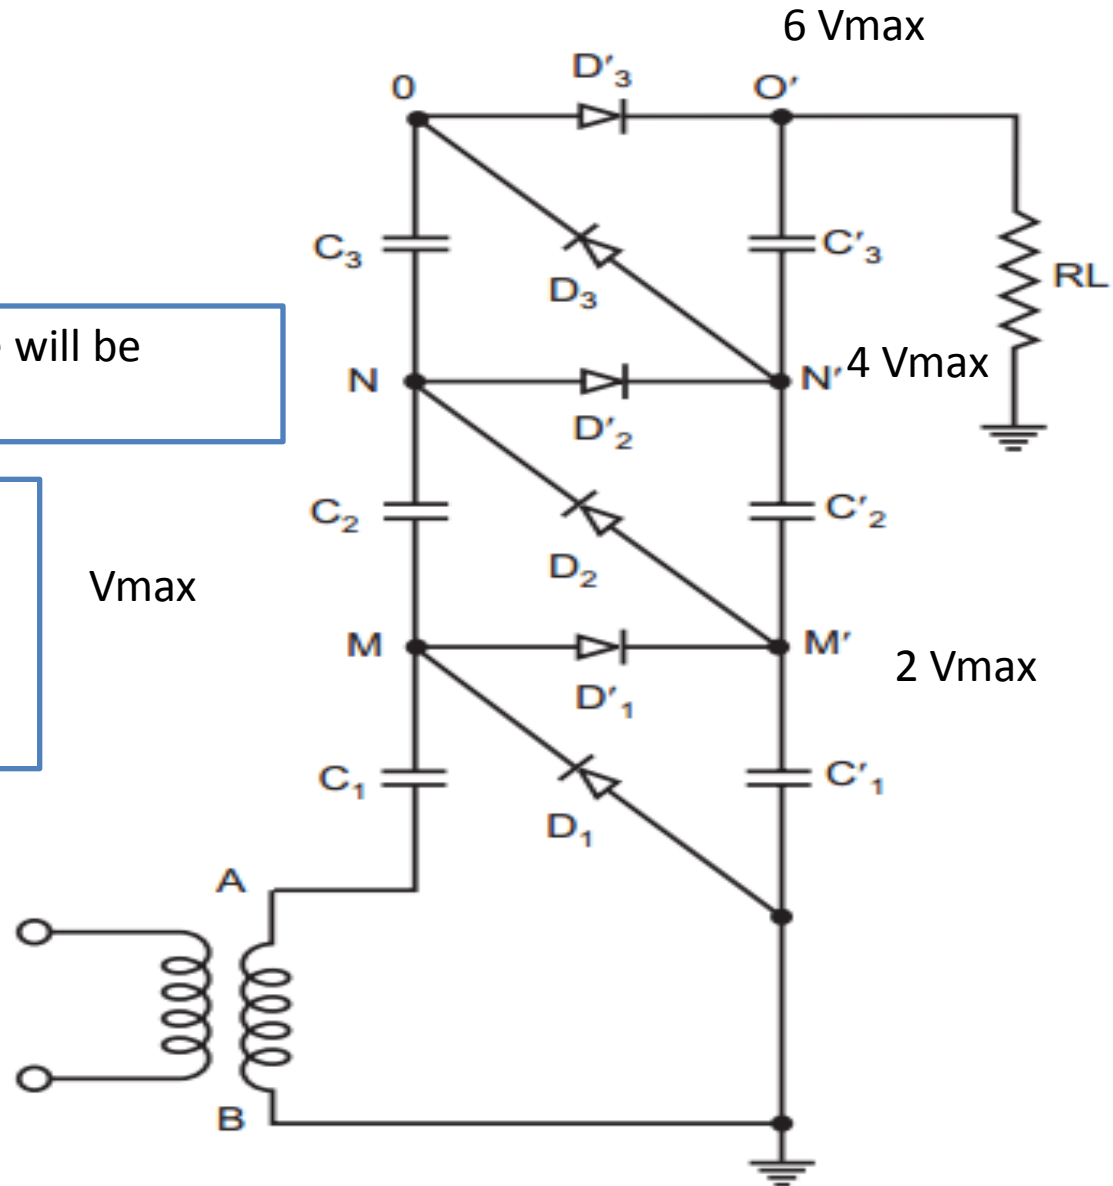 6 Vmax
D′₃
0
O′
C₃
C′₃
D₃
RL
will be
N
N′
4 Vmax
D′₂
C₂
C′₂
D₂
Vmax
M
M′
2 Vmax
D′₁
C₁
C′₁
D₁
A
B